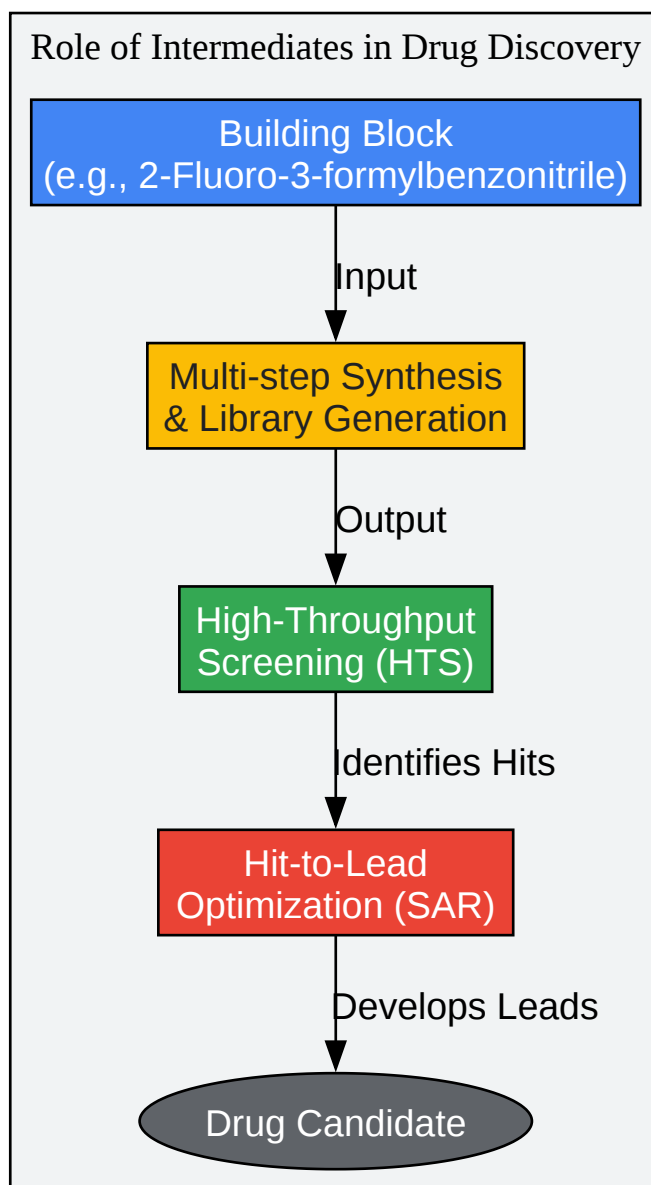 Role of Intermediates in Drug Discovery
Building Block
(e.g., 2-Fluoro-3-formylbenzonitrile)
Input
Multi-step Synthesis
& Library Generation
Output
High-Throughput
Screening (HTS)
Identifies Hits
Hit-to-Lead
Optimization (SAR)
Develops Leads
Drug Candidate